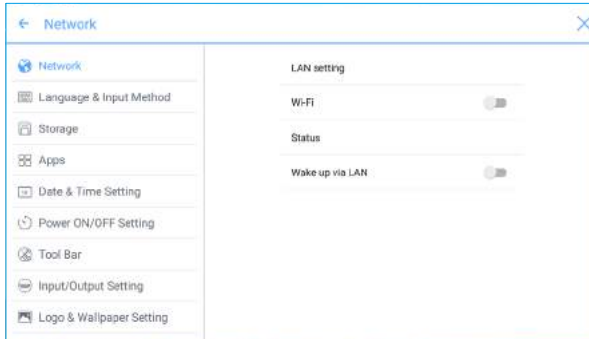 Network
Network
Language & Input Method
Storage
Apps
Date & Time Setting
Power ON/OFF Setting
Tool Bar
Input/Output Setting
Logo & Wallpaper Setting
LAN setting
Wi-Fi
Status
Wake up via LAN